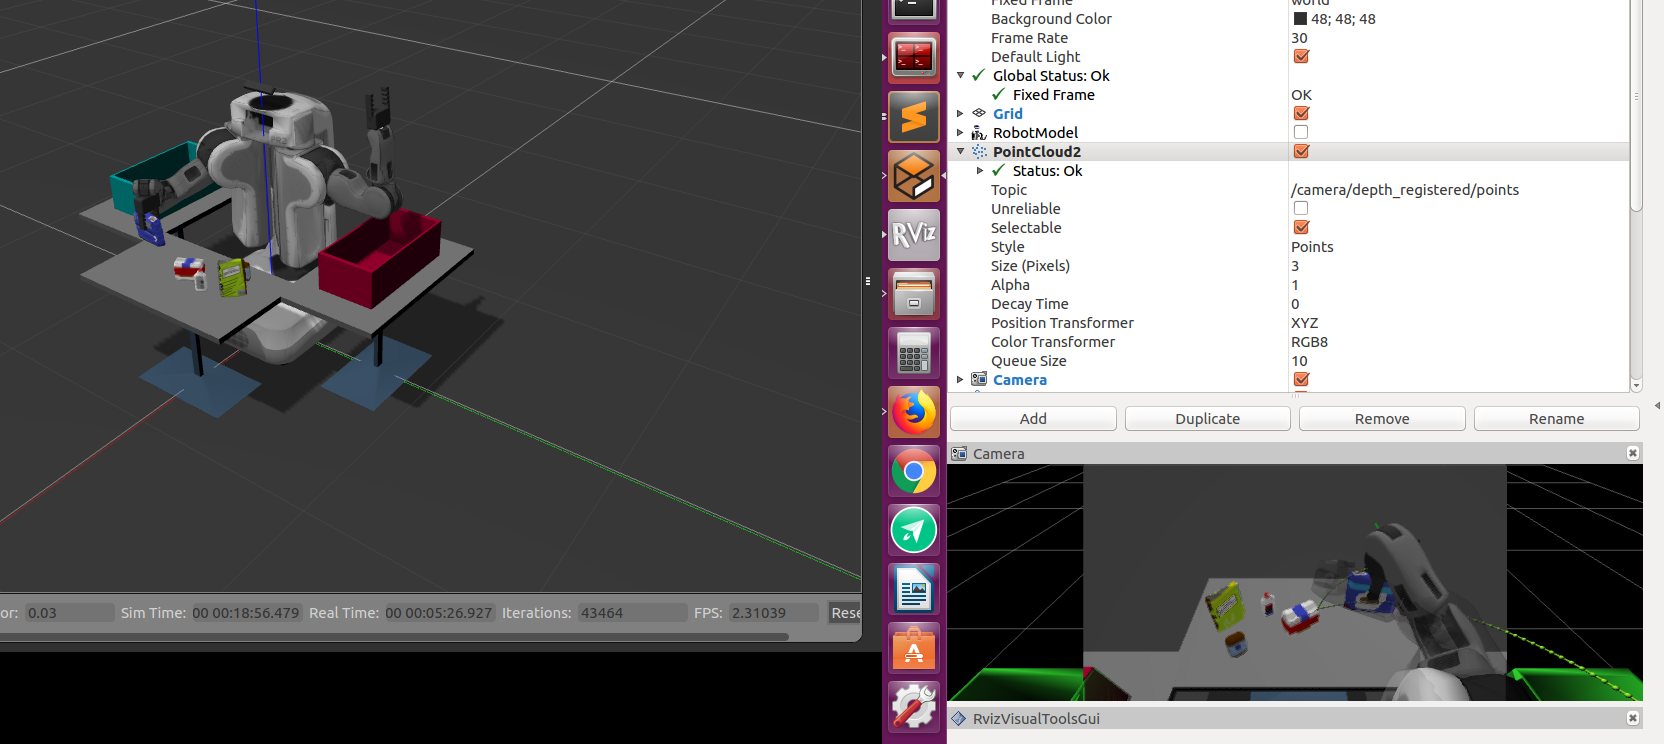 PR2
or: 0.03 Sim Time: 00 00:18:56.479 Real Time: 00 00:05:26.927 Iterations: 43464 FPS: 2.31039 Rese
RViz
Fixed Frame world
Background Color 48; 48; 48
Frame Rate 30
Default Light
Global Status: Ok
Fixed Frame OK
Grid
RobotModel
PointCloud2
Status: Ok
Topic /camera/depth_registered/points
Unreliable
Selectable
Style Points
Size (Pixels) 3
Alpha 1
Decay Time 0
Position Transformer XYZ
Color Transformer RGB8
Queue Size 10
Camera
Add Duplicate Remove Rename
Camera
RvizVisualToolsGui